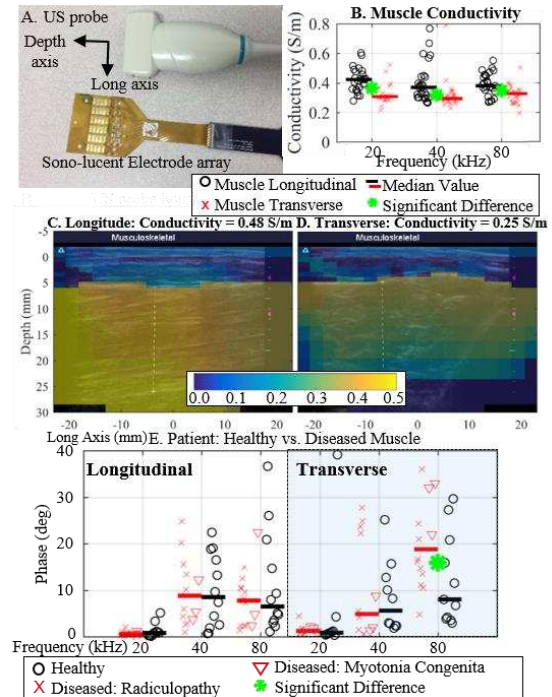 A. US probe
Depth
axis
Long axis
Sono-lucent Electrode array
B. Muscle Conductivity
Conductivity (S/m)
0.8
0.6
0.4
0.2
0
20
40
80
Frequency (kHz)
Muscle Longitudinal
Median Value
Muscle Transverse
Significant Difference
C. Longitude: Conductivity = 0.48 S/m
D. Transverse: Conductivity = 0.25 S/m
Musculoskeletal
Musculoskeletal
Depth (mm)
-5
0
5
10
15
20
25
30
0.0 0.1 0.2 0.3 0.4 0.5
-20 -10 0 10 20
-20 -10 0 10 20
Long Axis (mm)
E. Patient: Healthy vs. Diseased Muscle
Longitudinal
Transverse
Phase (deg)
40
30
20
10
0
20 40 80
20 40 80
Frequency (kHz)
Healthy
Diseased: Myotonia Congenita
Diseased: Radiculopathy
Significant Difference